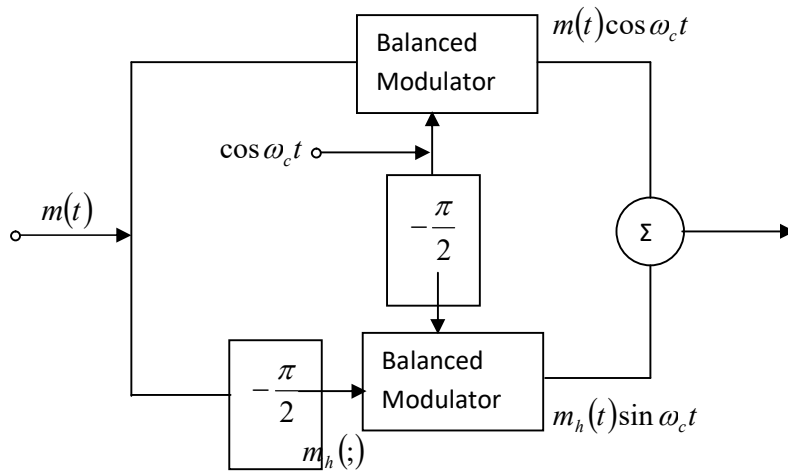 Balanced
Modulator
m(t)cos ω_c t
cos ω_c t
m(t)
−π/2
Σ
Balanced
Modulator
−π/2
m_h(;)
m_h(t)sin ω_c t